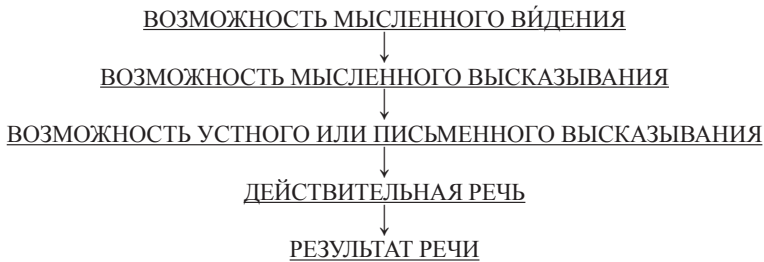 ВОЗМОЖНОСТЬ МЫСЛЕННОГО ВИ́ДЕНИЯ
ВОЗМОЖНОСТЬ МЫСЛЕННОГО ВЫСКАЗЫВАНИЯ
ВОЗМОЖНОСТЬ УСТНОГО ИЛИ ПИСЬМЕННОГО ВЫСКАЗЫВАНИЯ
ДЕЙСТВИТЕЛЬНАЯ РЕЧЬ
РЕЗУЛЬТАТ РЕЧИ